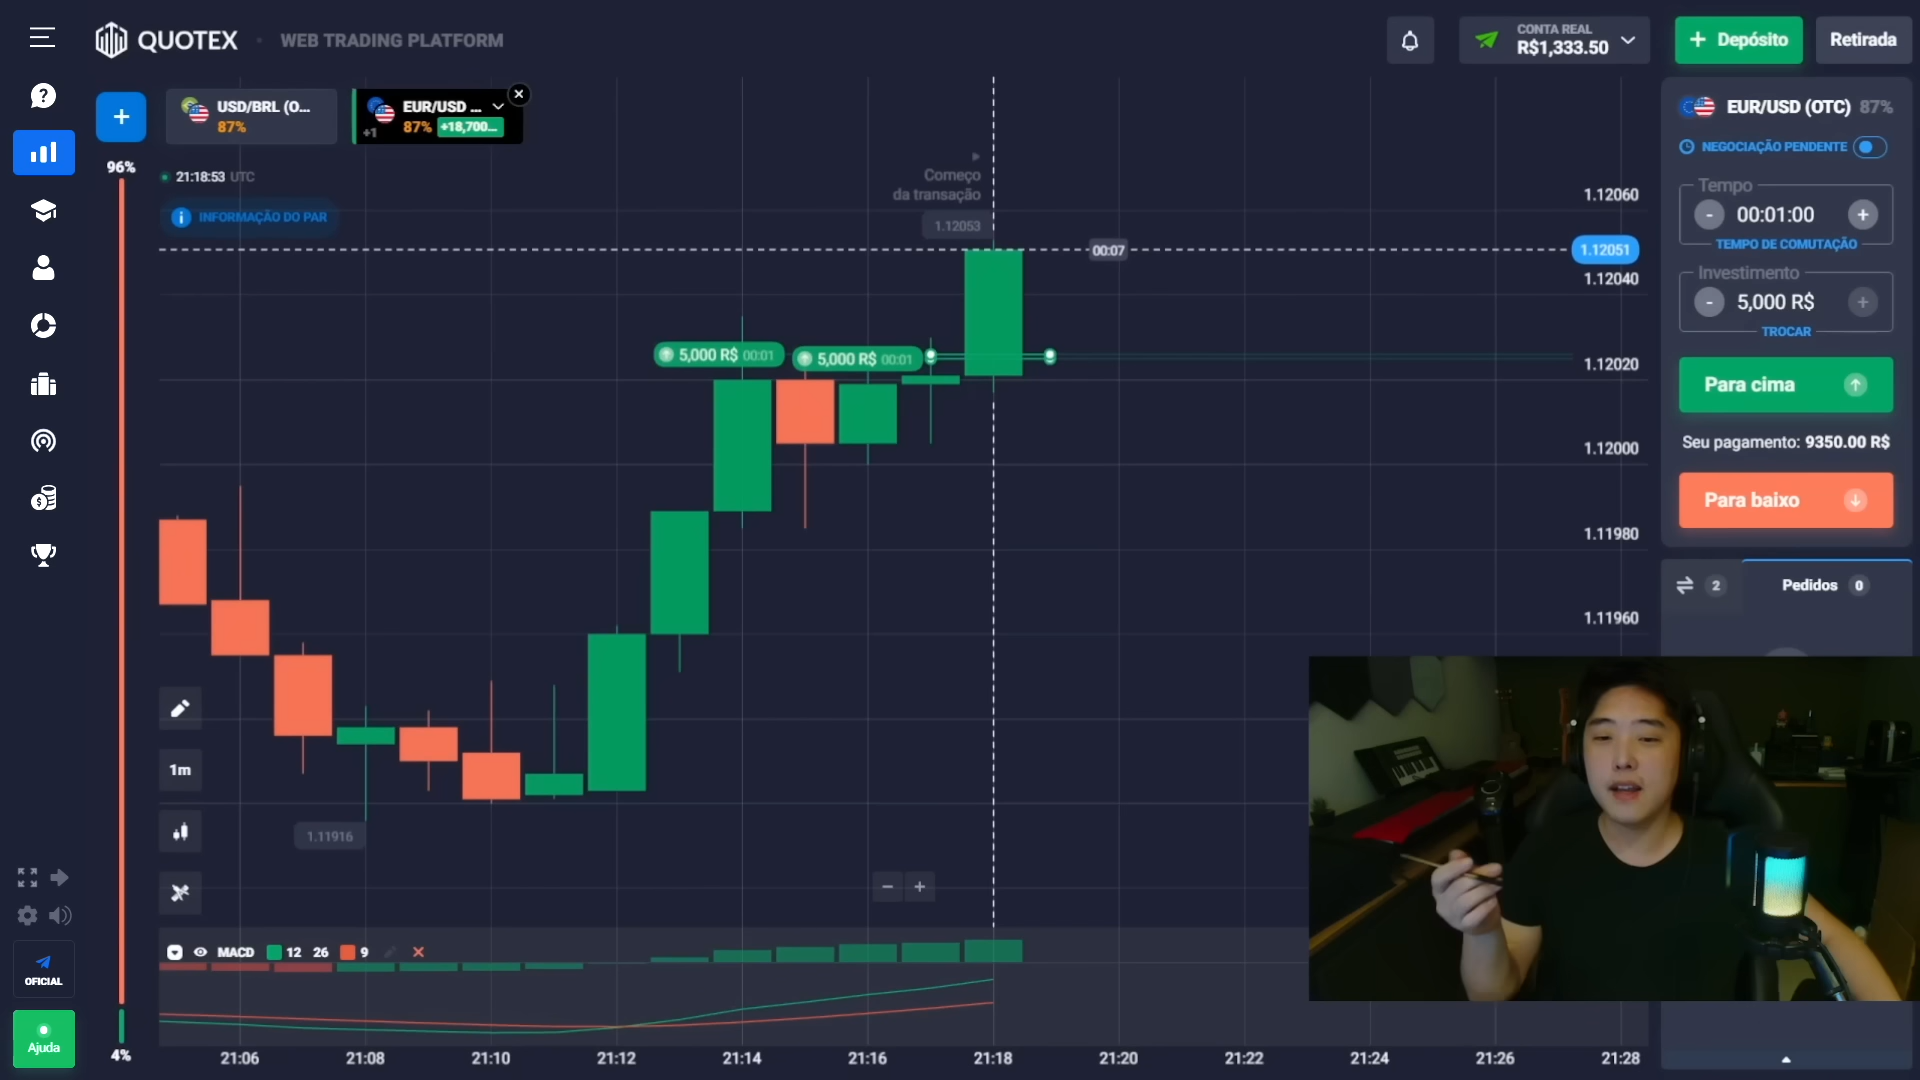 QUOTEX
WEB TRADING PLATFORM
CONTA REAL
R$1,333.50
+ Depósito
Retirada
USD/BRL (O...
87%
EUR/USD ...
+1
87%
+18,700...
96%
21:18:53 UTC
INFORMAÇÃO DO PAR
Começo
da transação
1.12053
00:07
1.12060
1.12051
1.12040
1.12020
1.12000
1.11980
1.11960
5,000 R$ 00:01
5,000 R$ 00:01
1.11916
1m
MACD 12 26 9
4%
21:06
21:08
21:10
21:12
21:14
21:16
21:18
21:20
21:22
21:24
21:26
21:28
OFICIAL
Ajuda
EUR/USD (OTC) 87%
NEGOCIAÇÃO PENDENTE
Tempo
- 00:01:00 +
TEMPO DE COMUTAÇÃO
Investimento
- 5,000 R$ +
TROCAR
Para cima
Seu pagamento: 9350.00 R$
Para baixo
2
Pedidos 0